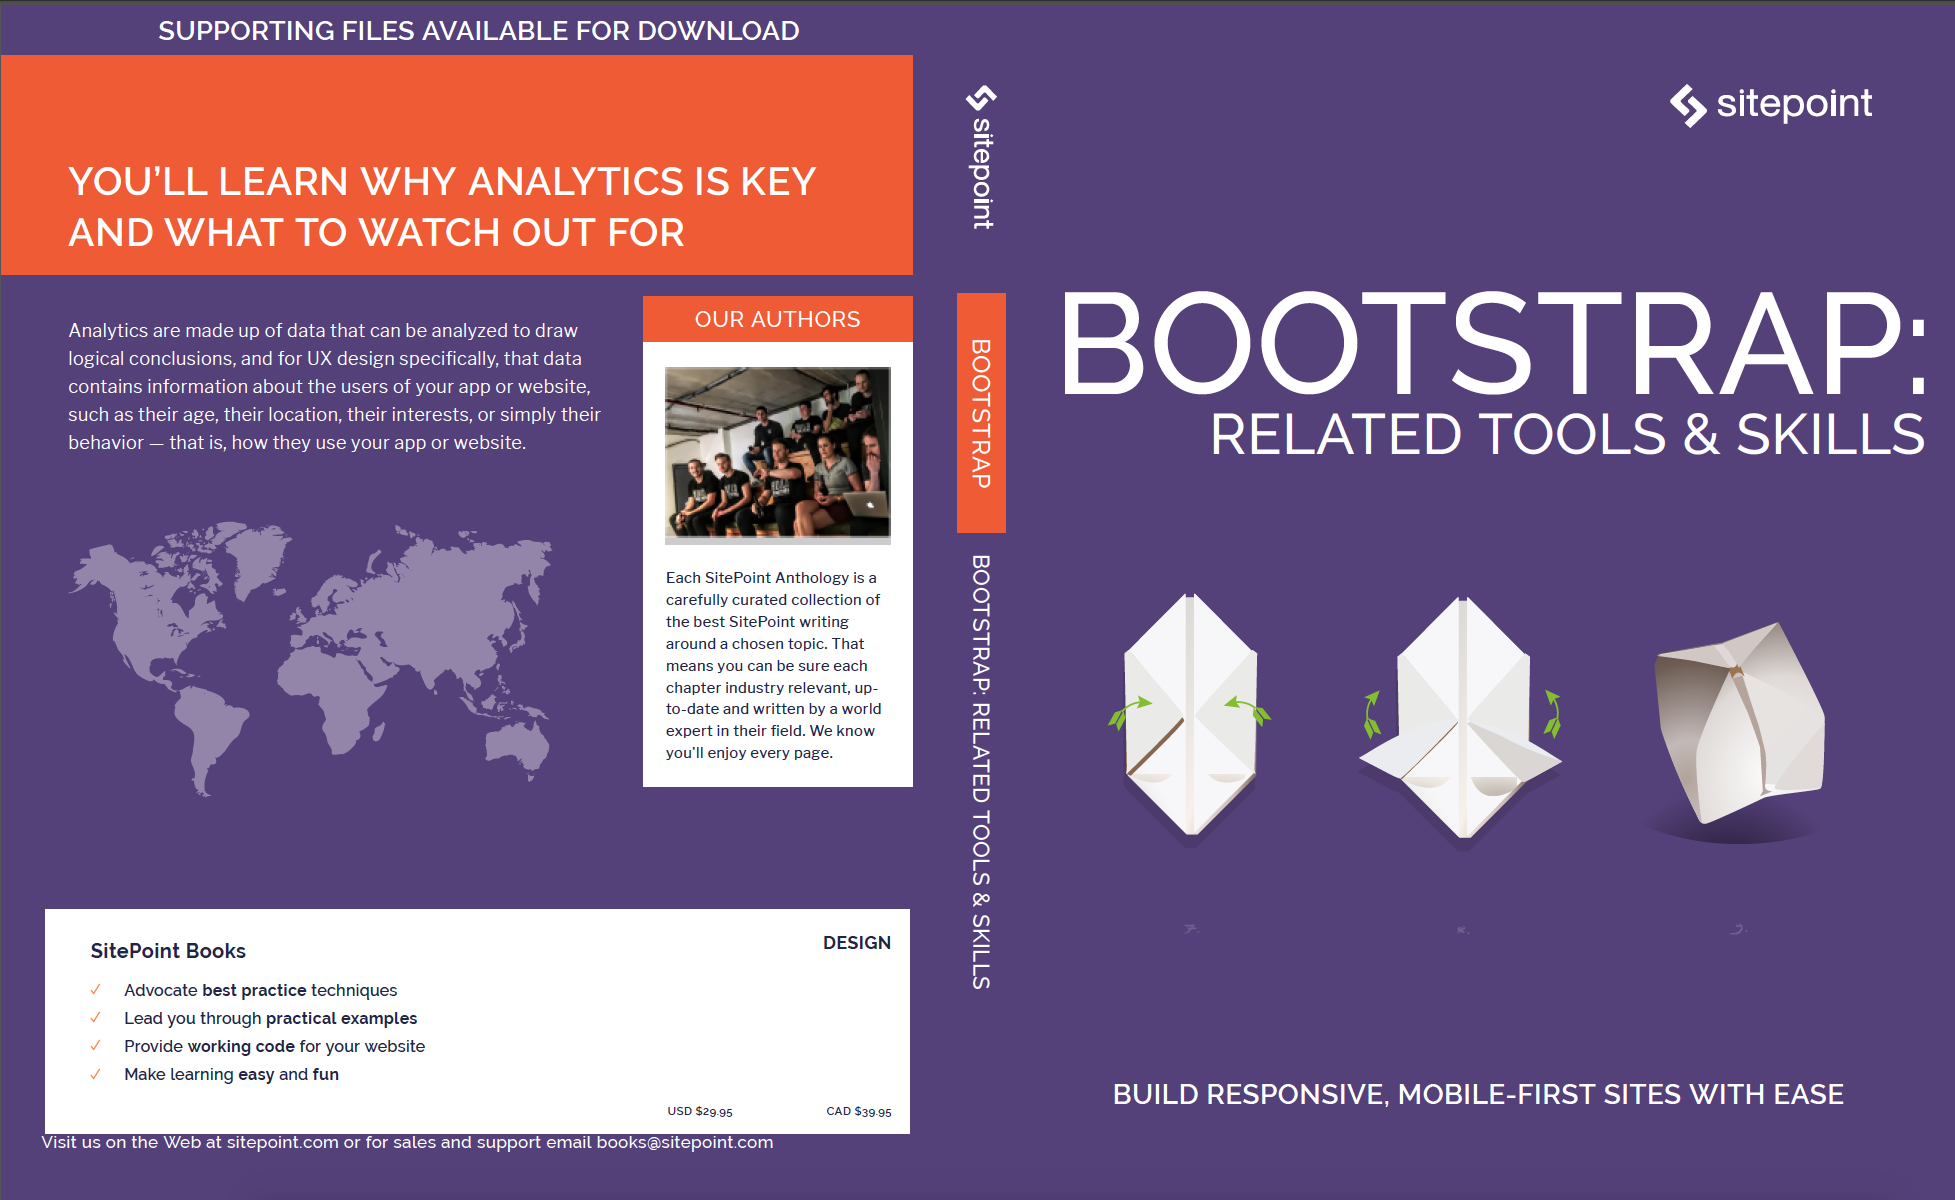 SUPPORTING FILES AVAILABLE FOR DOWNLOAD
YOU’LL LEARN WHY ANALYTICS IS KEY
AND WHAT TO WATCH OUT FOR
Analytics are made up of data that can be analyzed to draw
logical conclusions, and for UX design specifically, that data
contains information about the users of your app or website,
such as their age, their location, their interests, or simply their
behavior — that is, how they use your app or website.
OUR AUTHORS
Each SitePoint Anthology is a
carefully curated collection of
the best SitePoint writing
around a chosen topic. That
means you can be sure each
chapter industry relevant, up-
to-date and written by a world
expert in their field. We know
you’ll enjoy every page.
SitePoint Books
DESIGN
✓ Advocate best practice techniques
✓ Lead you through practical examples
✓ Provide working code for your website
✓ Make learning easy and fun
USD $29.95
CAD $39.95
Visit us on the Web at sitepoint.com or for sales and support email books@sitepoint.com
sitepoint
BOOTSTRAP
BOOTSTRAP: RELATED TOOLS & SKILLS
sitepoint
BOOTSTRAP:
RELATED TOOLS & SKILLS
BUILD RESPONSIVE, MOBILE-FIRST SITES WITH EASE